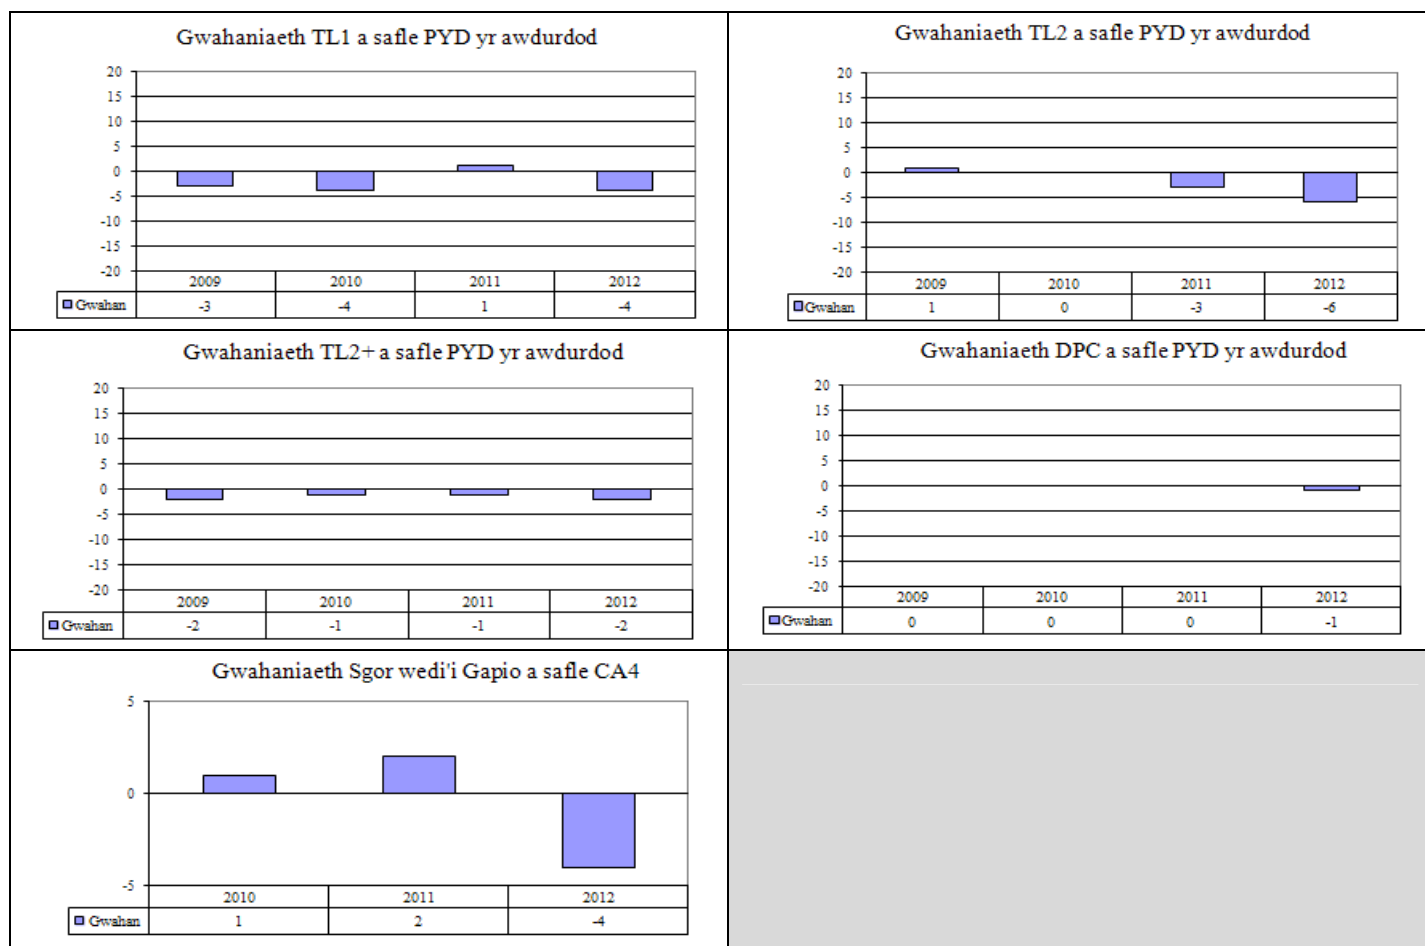 Gwahaniaeth TL1 a safle PYD yr awdurdod
20
15
10
5
0
-5
-10
-15
-20
2009 2010 2011 2012
Gwahan -3 -4 1 -4
Gwahaniaeth TL2 a safle PYD yr awdurdod
20
15
10
5
0
-5
-10
-15
-20
2009 2010 2011 2012
Gwahan 1 0 -3 -6
Gwahaniaeth TL2+ a safle PYD yr awdurdod
20
15
10
5
0
-5
-10
-15
-20
2009 2010 2011 2012
Gwahan -2 -1 -1 -2
Gwahaniaeth DPC a safle PYD yr awdurdod
20
15
10
5
0
-5
-10
-15
-20
2009 2010 2011 2012
Gwahan 0 0 0 -1
Gwahaniaeth Sgor wedi'i Gapio a safle CA4
5
0
-5
2010 2011 2012
Gwahan 1 2 -4